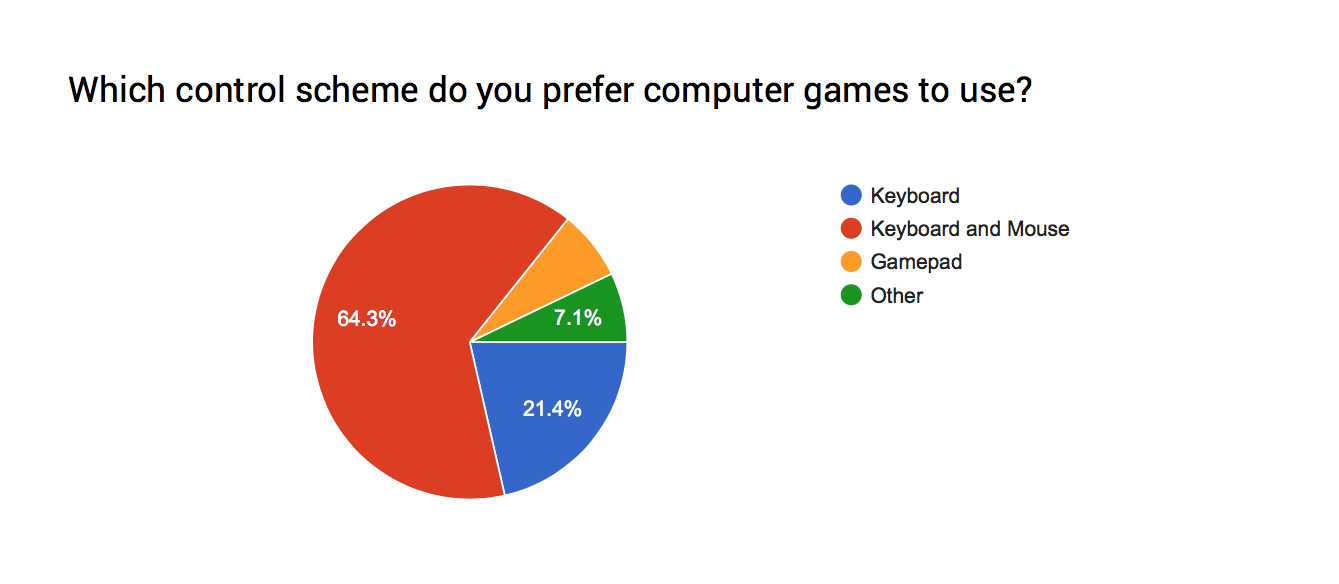 Which control scheme do you prefer computer games to use?
Keyboard
Keyboard and Mouse
Gamepad
Other
64.3%
7.1%
21.4%